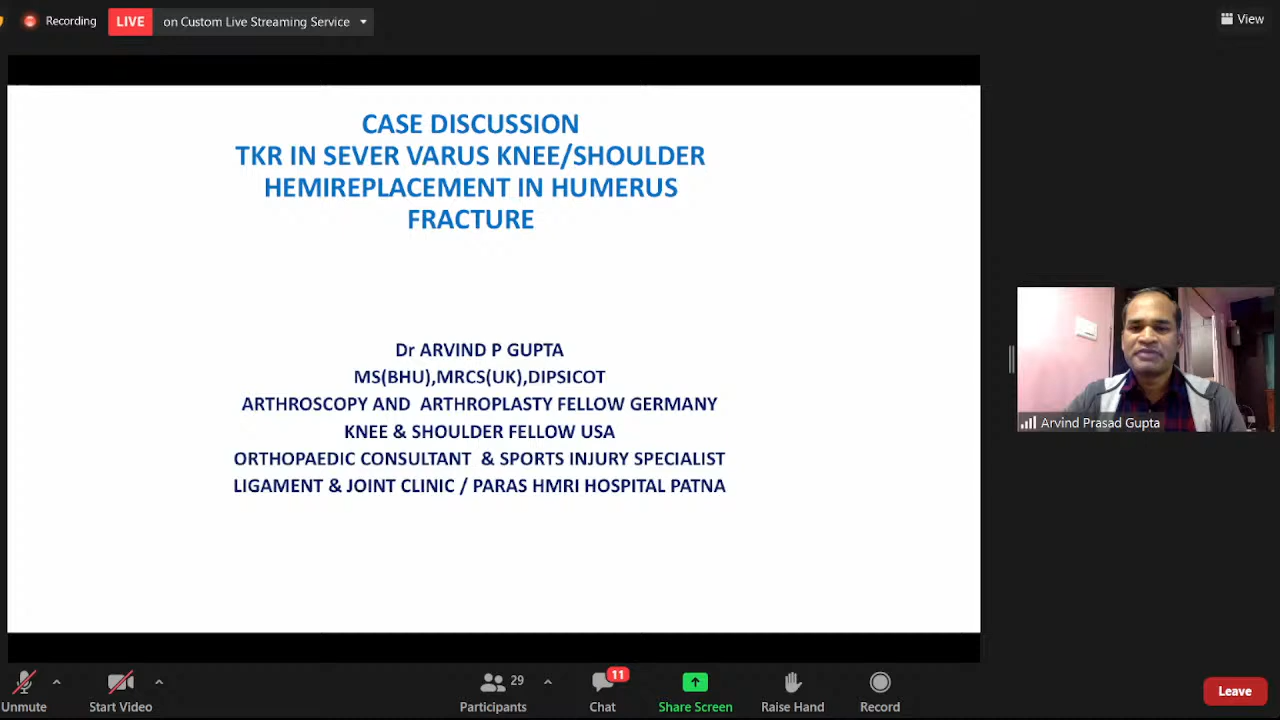 Recording
LIVE
on Custom Live Streaming Service
View
CASE DISCUSSION
TKR IN SEVER VARUS KNEE/SHOULDER
HEMIREPLACEMENT IN HUMERUS
FRACTURE
Dr ARVIND P GUPTA
MS(BHU),MRCS(UK),DIPSICOT
ARTHROSCOPY AND ARTHROPLASTY FELLOW GERMANY
KNEE & SHOULDER FELLOW USA
ORTHOPAEDIC CONSULTANT & SPORTS INJURY SPECIALIST
LIGAMENT & JOINT CLINIC / PARAS HMRI HOSPITAL PATNA
Arvind Prasad Gupta
29
11
Unmute
Start Video
Participants
Chat
Share Screen
Raise Hand
Record
Leave